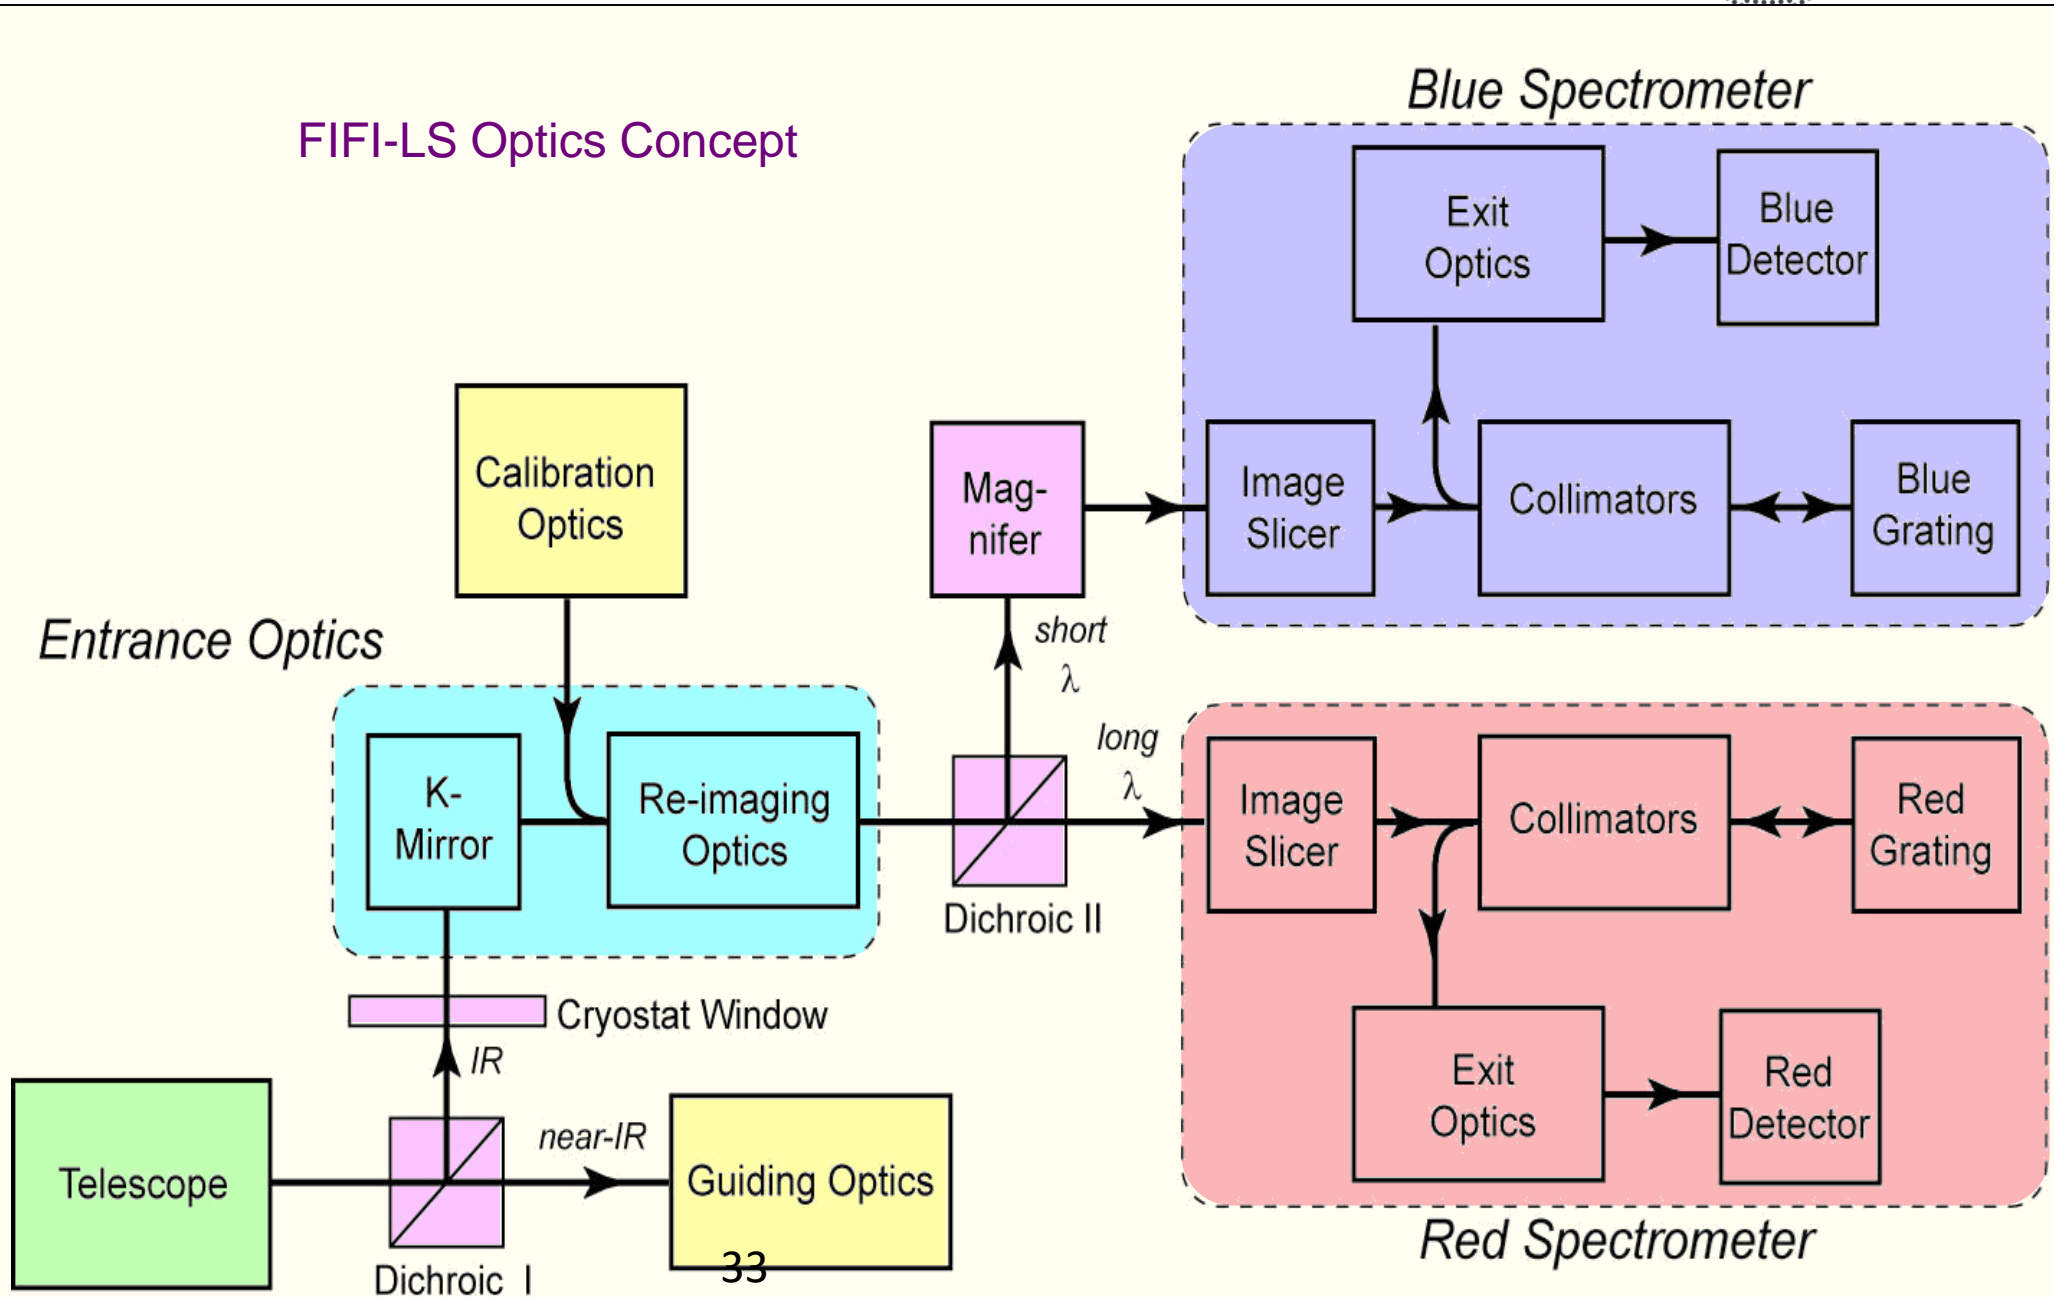 FIFI-LS Optics Concept
Blue Spectrometer
Exit
Optics
Blue
Detector
Calibration
Optics
Mag-
nifer
Image
Slicer
Collimators
Blue
Grating
Entrance Optics
short
λ
long
λ
K-
Mirror
Re-imaging
Optics
Image
Slicer
Collimators
Red
Grating
Dichroic II
Cryostat Window
IR
Exit
Optics
Red
Detector
Telescope
near-IR
Guiding Optics
Dichroic I
33
Red Spectrometer